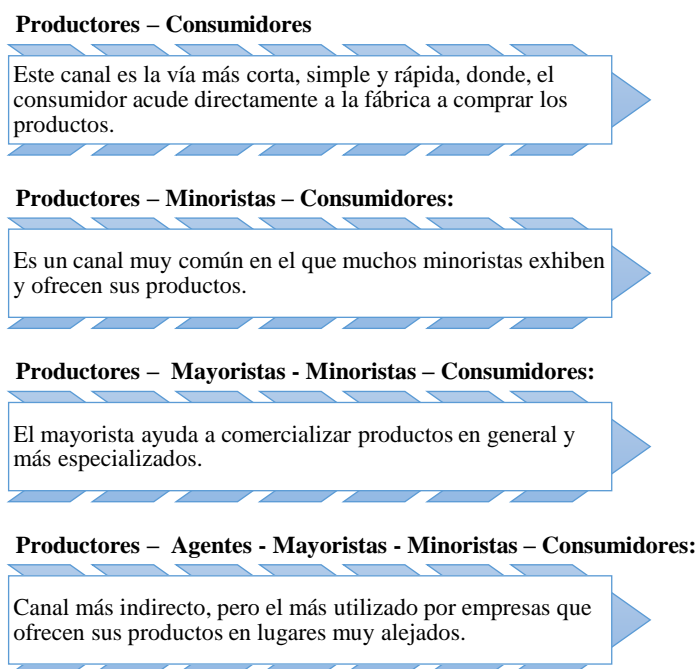 Productores – Consumidores
Este canal es la vía más corta, simple y rápida, donde, el
consumidor acude directamente a la fábrica a comprar los
productos.
Productores – Minoristas – Consumidores:
Es un canal muy común en el que muchos minoristas exhiben
y ofrecen sus productos.
Productores – Mayoristas - Minoristas – Consumidores:
El mayorista ayuda a comercializar productos en general y
más especializados.
Productores – Agentes - Mayoristas - Minoristas – Consumidores:
Canal más indirecto, pero el más utilizado por empresas que
ofrecen sus productos en lugares muy alejados.